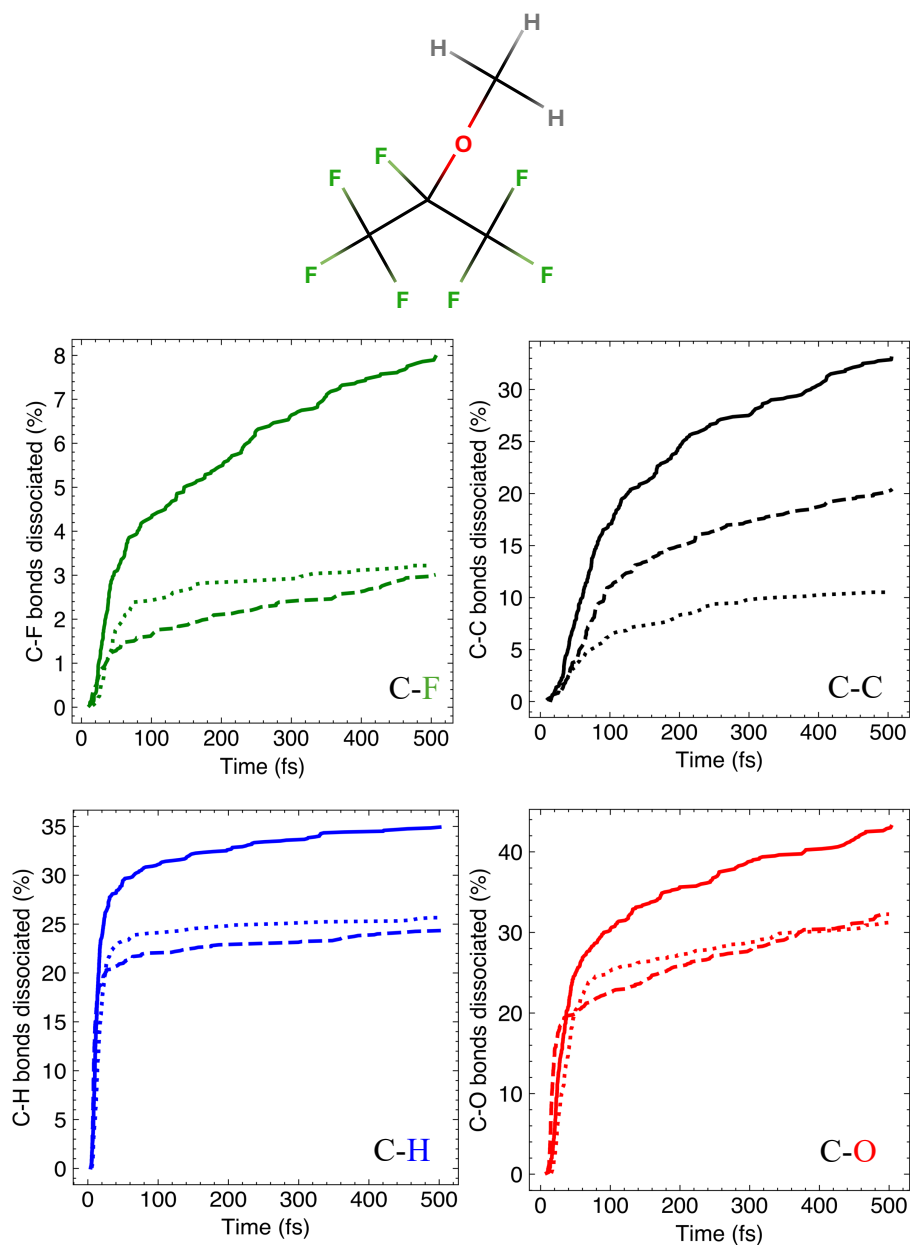 H H
H
O
F F F
F F F F
C-F bonds dissociated (%)
8
7
6
5
4
3
2
1
0
C-F
0 100 200 300 400 500
Time (fs)
C-C bonds dissociated (%)
30
25
20
15
10
5
0
C-C
0 100 200 300 400 500
Time (fs)
C-H bonds dissociated (%)
35
30
25
20
15
10
5
0
C-H
0 100 200 300 400 500
Time (fs)
C-O bonds dissociated (%)
40
30
20
10
0
C-O
0 100 200 300 400 500
Time (fs)